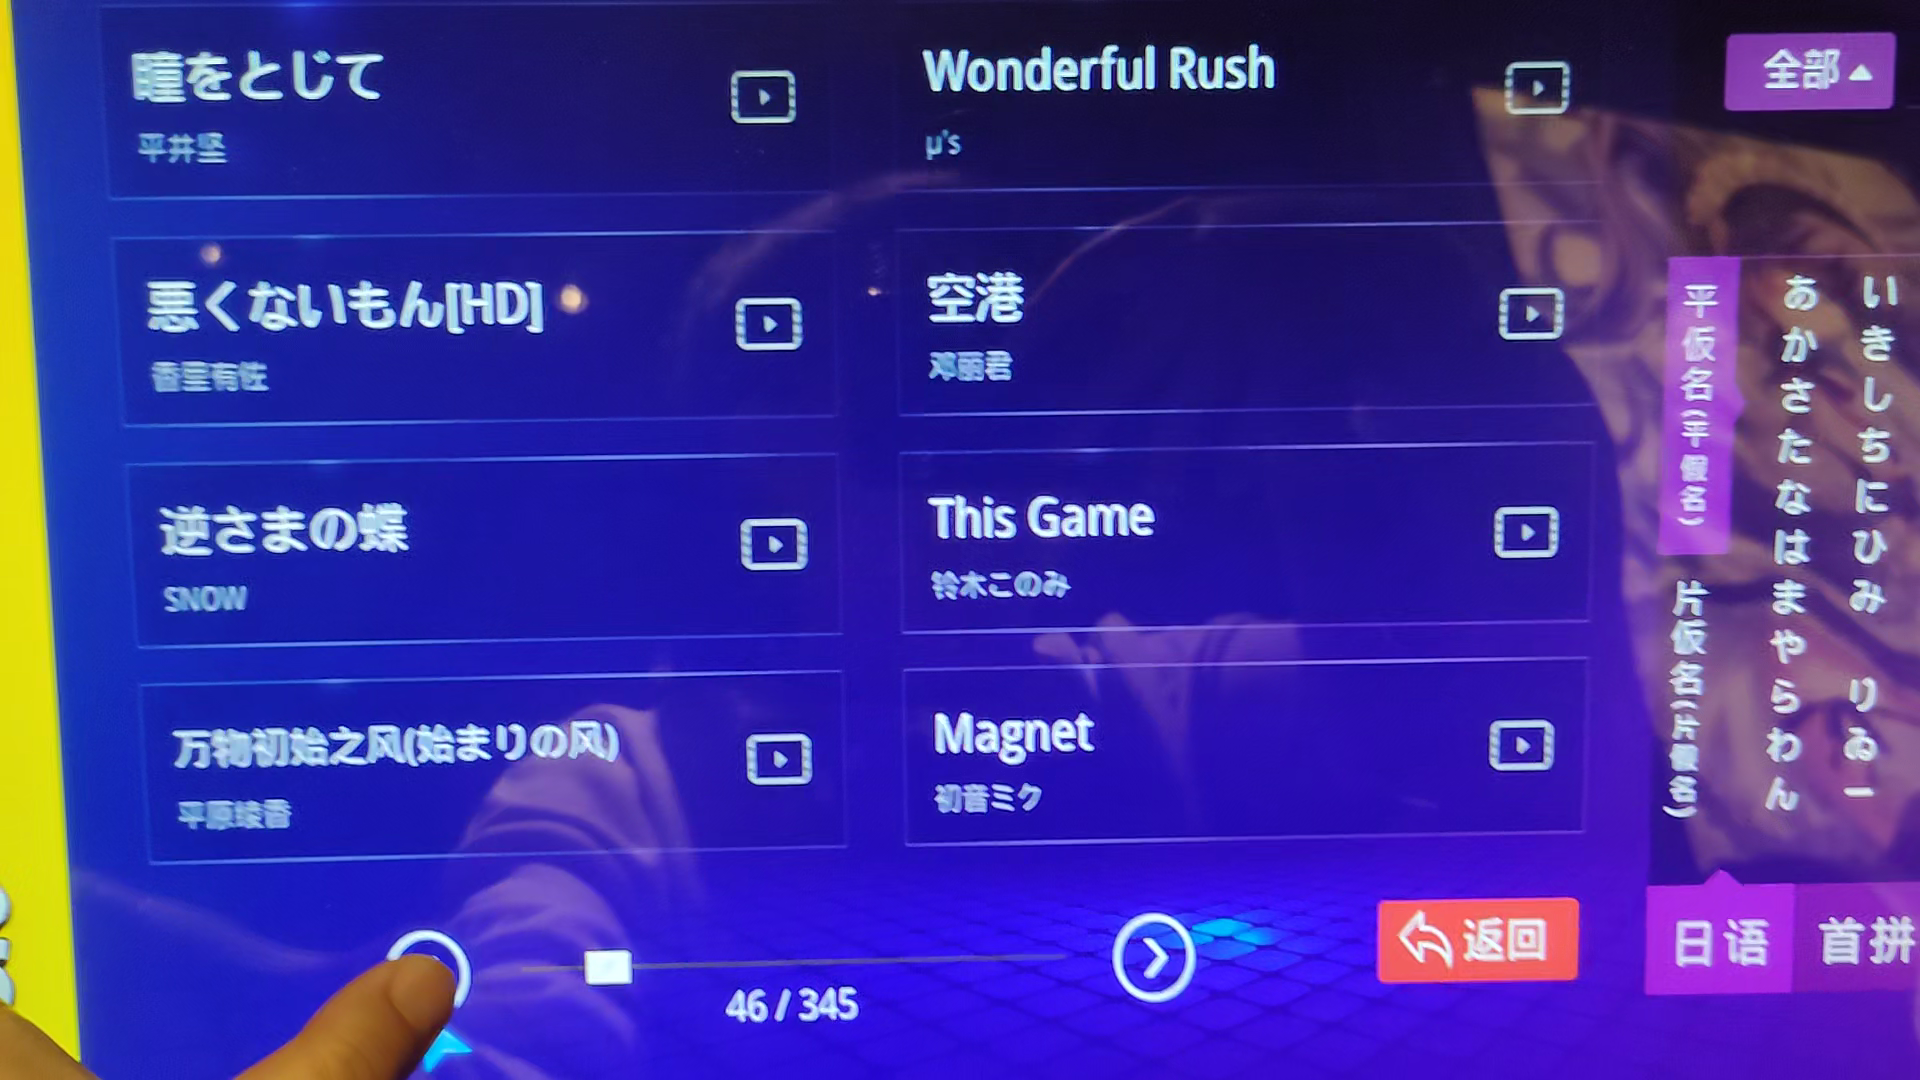 瞳をとじて
平井坚
Wonderful Rush
μ's
悪くないもん[HD]
香里有佐
空港
邓丽君
逆さまの蝶
SNOW
This Game
铃木このみ
万物初始之风(始まりの风)
平原绫香
Magnet
初音ミク
46 / 345
返回
全部
平仮名(平假名)
片仮名(片假名)
あかさたなはまやらわん
いきしちにひみ りゐー
日语
首拼